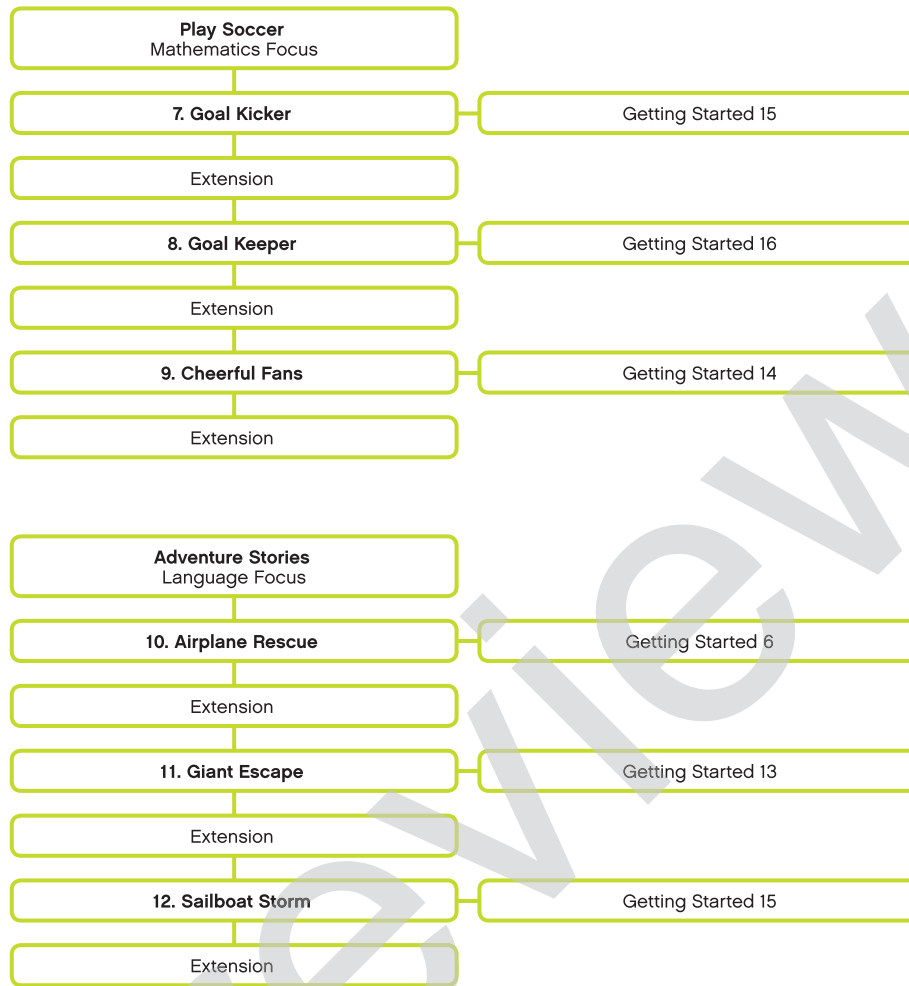 Play Soccer
Mathematics Focus
7. Goal Kicker
Getting Started 15
Extension
8. Goal Keeper
Getting Started 16
Extension
9. Cheerful Fans
Getting Started 14
Extension
Adventure Stories
Language Focus
10. Airplane Rescue
Getting Started 6
Extension
11. Giant Escape
Getting Started 13
Extension
12. Sailboat Storm
Getting Started 15
Extension
eview